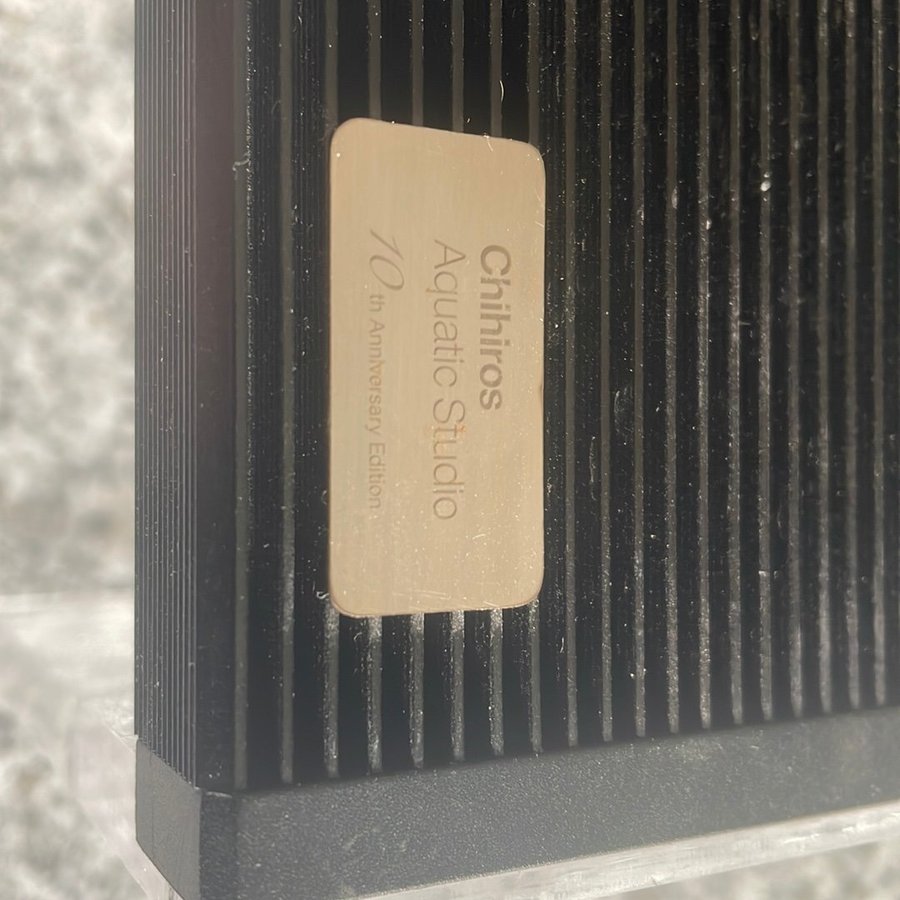 Chihiros
Aquatic Studio
10th Anniversary Edition